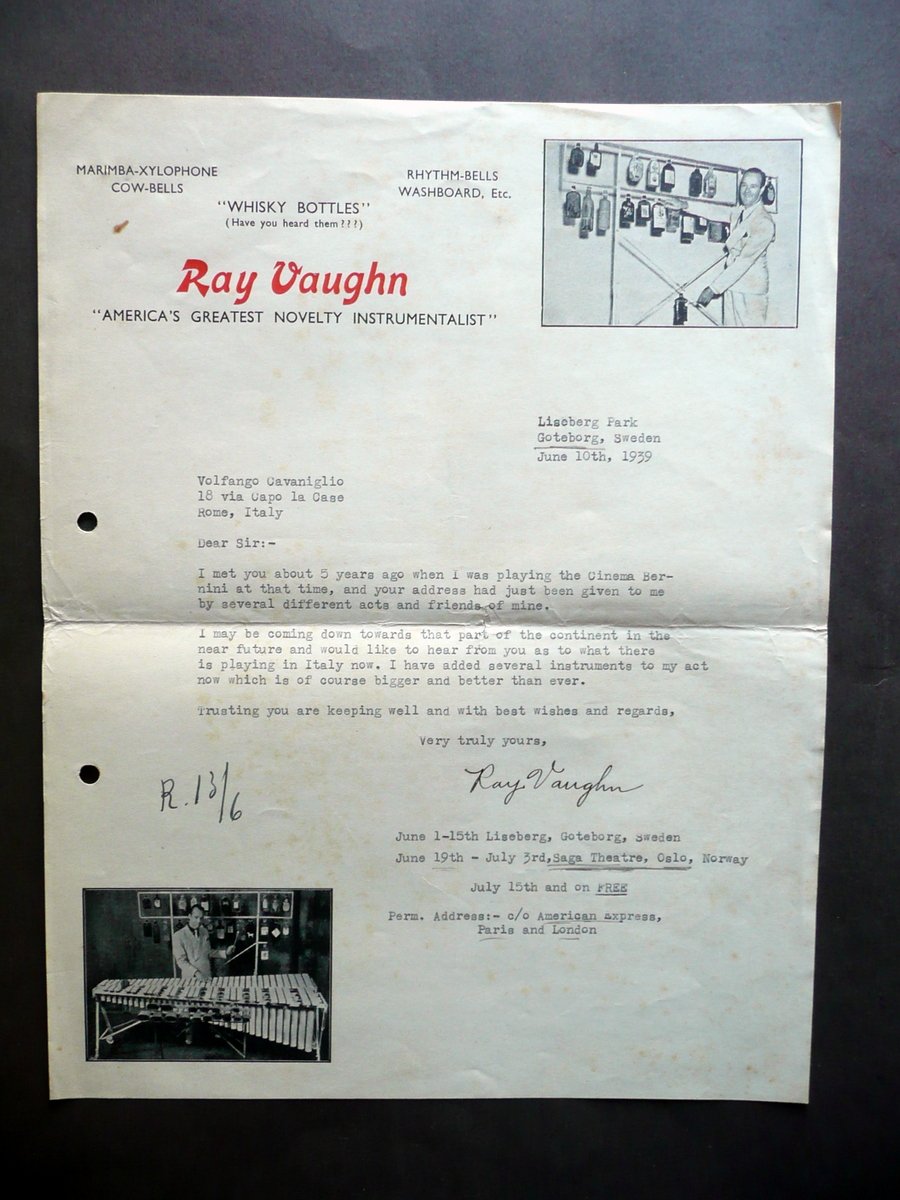 MARIMBA-XYLOPHONE
COW-BELLS
RHYTHM-BELLS
WASHBOARD, Etc.
"WHISKY BOTTLES"
(Have you heard them???)
Ray Vaughn
"AMERICA'S GREATEST NOVELTY INSTRUMENTALIST"
Liseberg Park
Goteborg, Sweden
June 10th, 1939
Volfango Cavaniglio
18 via Capo la Case
Rome, Italy
Dear Sir:-
I met you about 5 years ago when I was playing the Cinema Ber-
nini at that time, and your address had just been given to me
by several different acts and friends of mine.
I may be coming down towards that part of the continent in the
near future and would like to hear from you as to what there
is playing in Italy now. I have added several instruments to my act
now which is of course bigger and better than ever.
Trusting you are keeping well and with best wishes and regards,
Very truly yours,
Ray Vaughn
R. 13/6
June 1-15th Liseberg, Goteborg, Sweden
June 19th - July 3rd,Saga Theatre, Oslo, Norway
July 15th and on FREE
Perm. Address:- c/o American Express,
Paris and London